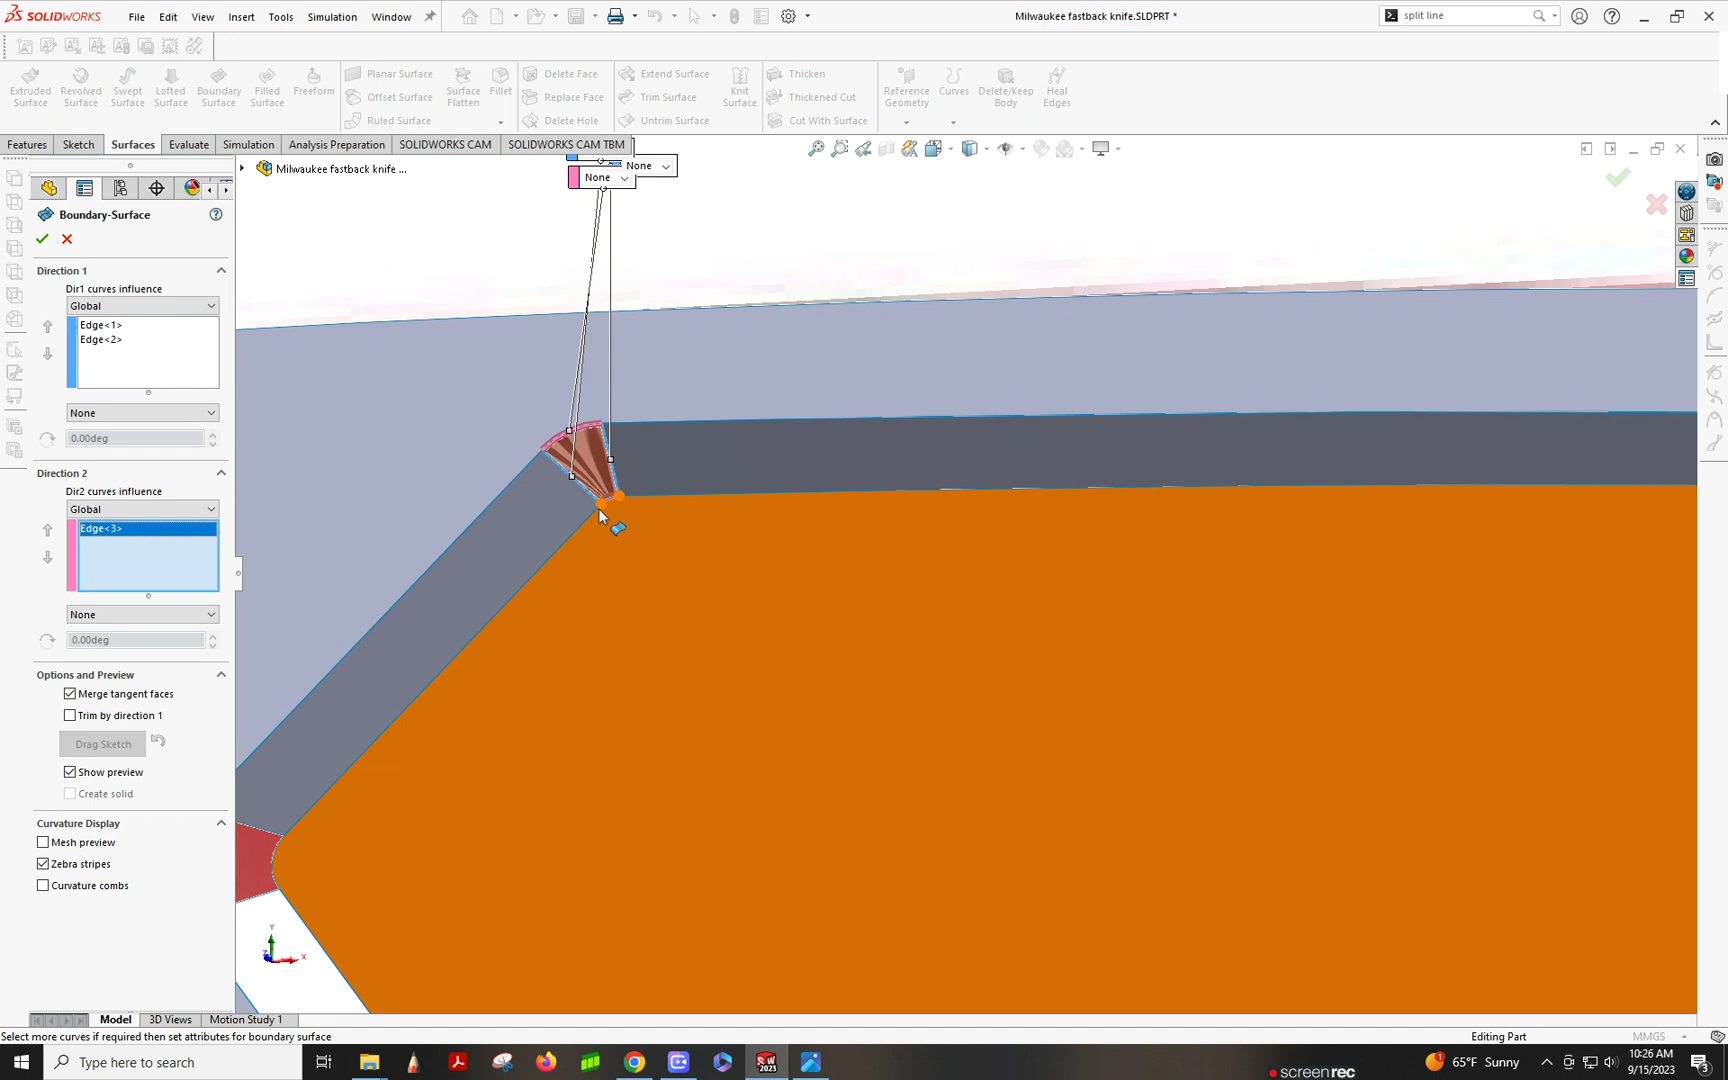 SOLIDWORKS File Edit View Insert Tools Simulation Window Milwaukee fastback knife.SLDPRT * split line
Extruded Surface Revolved Surface Swept Surface Lofted Surface Boundary Surface Filled Surface Freeform
Planar Surface
Offset Surface
Ruled Surface
Surface Flatten Fillet
Delete Face
Replace Face
Delete Hole
Extend Surface
Trim Surface
Untrim Surface
Knit Surface
Thicken
Thickened Cut
Cut With Surface
Reference Geometry Curves Delete/Keep Body Heal Edges
Features Sketch Surfaces Evaluate Simulation Analysis Preparation SOLIDWORKS CAM SOLIDWORKS CAM TBM
Milwaukee fastback knife ...
None
None
Boundary-Surface
Direction 1
Dir1 curves influence
Global
Edge<1>
Edge<2>
None
0.00deg
Direction 2
Dir2 curves influence
Global
Edge<3>
None
0.00deg
Options and Preview
Merge tangent faces
Trim by direction 1
Drag Sketch
Show preview
Create solid
Curvature Display
Mesh preview
Zebra stripes
Curvature combs
Y
X
Z
Model 3D Views Motion Study 1
Select more curves if required then set attributes for boundary surface Editing Part MMGS
Type here to search
SW
2023
screenrec
1
65°F Sunny
10:26 AM
9/15/2023
3